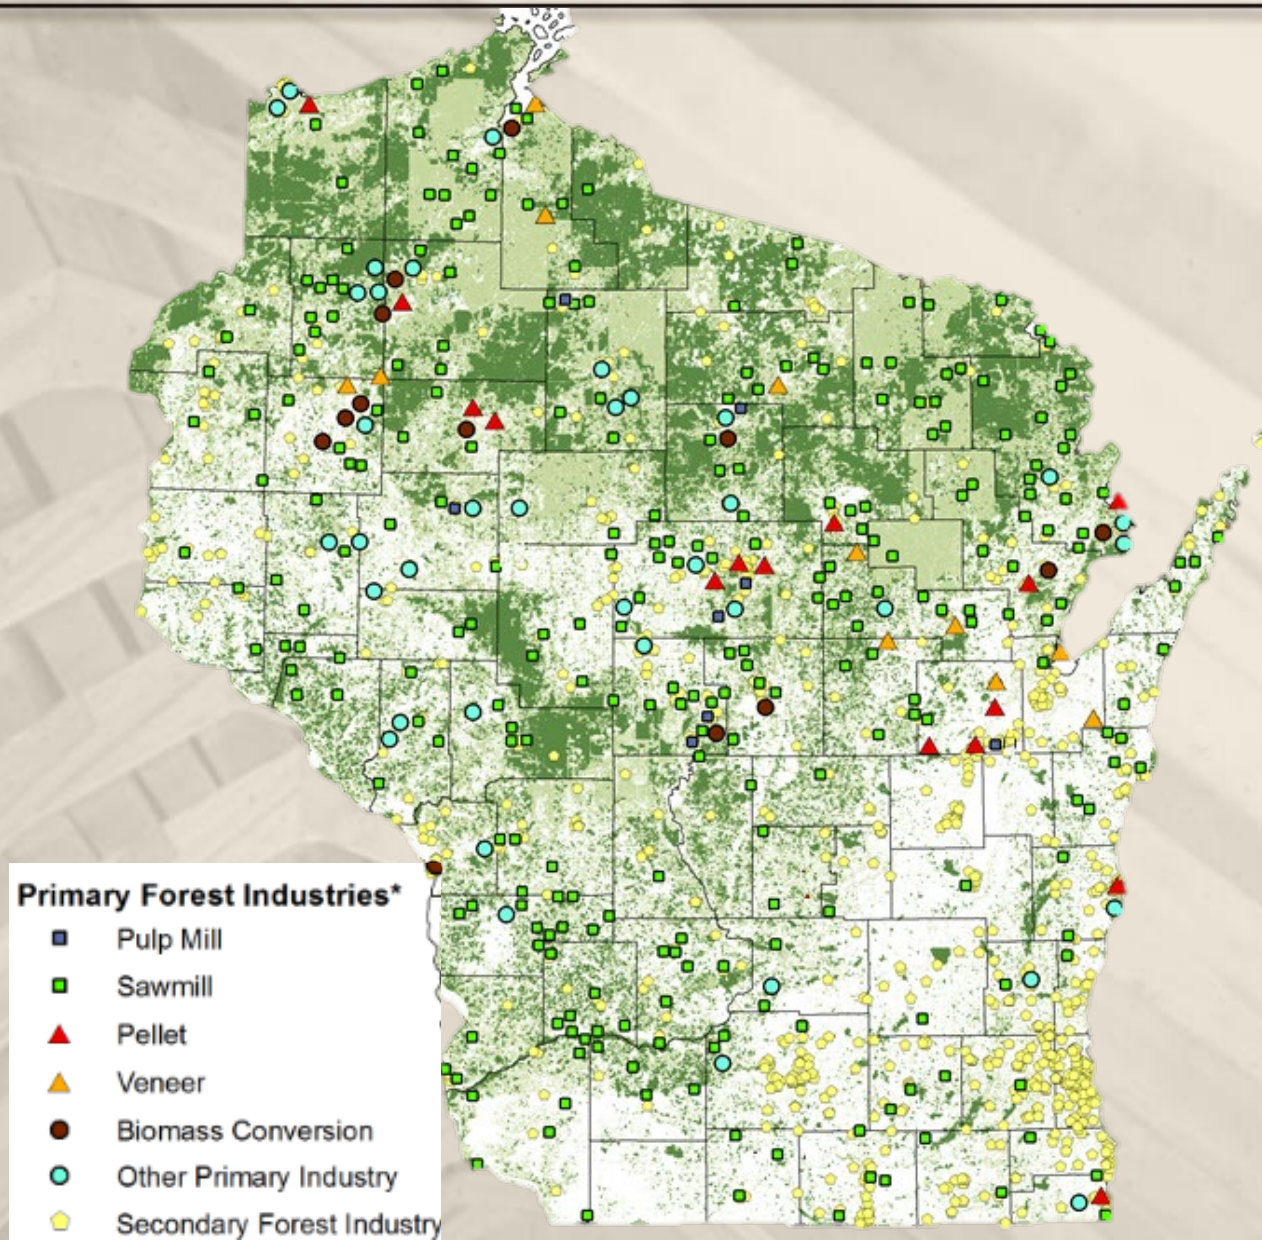 Primary Forest Industries*
Pulp Mill
Sawmill
Pellet
Veneer
Biomass Conversion
Other Primary Industry
Secondary Forest Industry